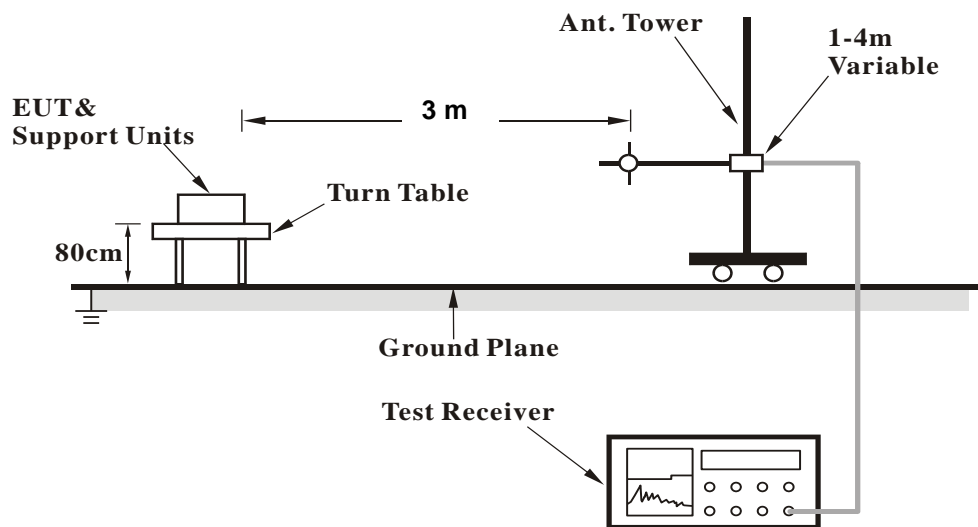 Ant. Tower
1-4m
Variable
EUT&
Support Units
3 m
Turn Table
80cm
Ground Plane
Test Receiver